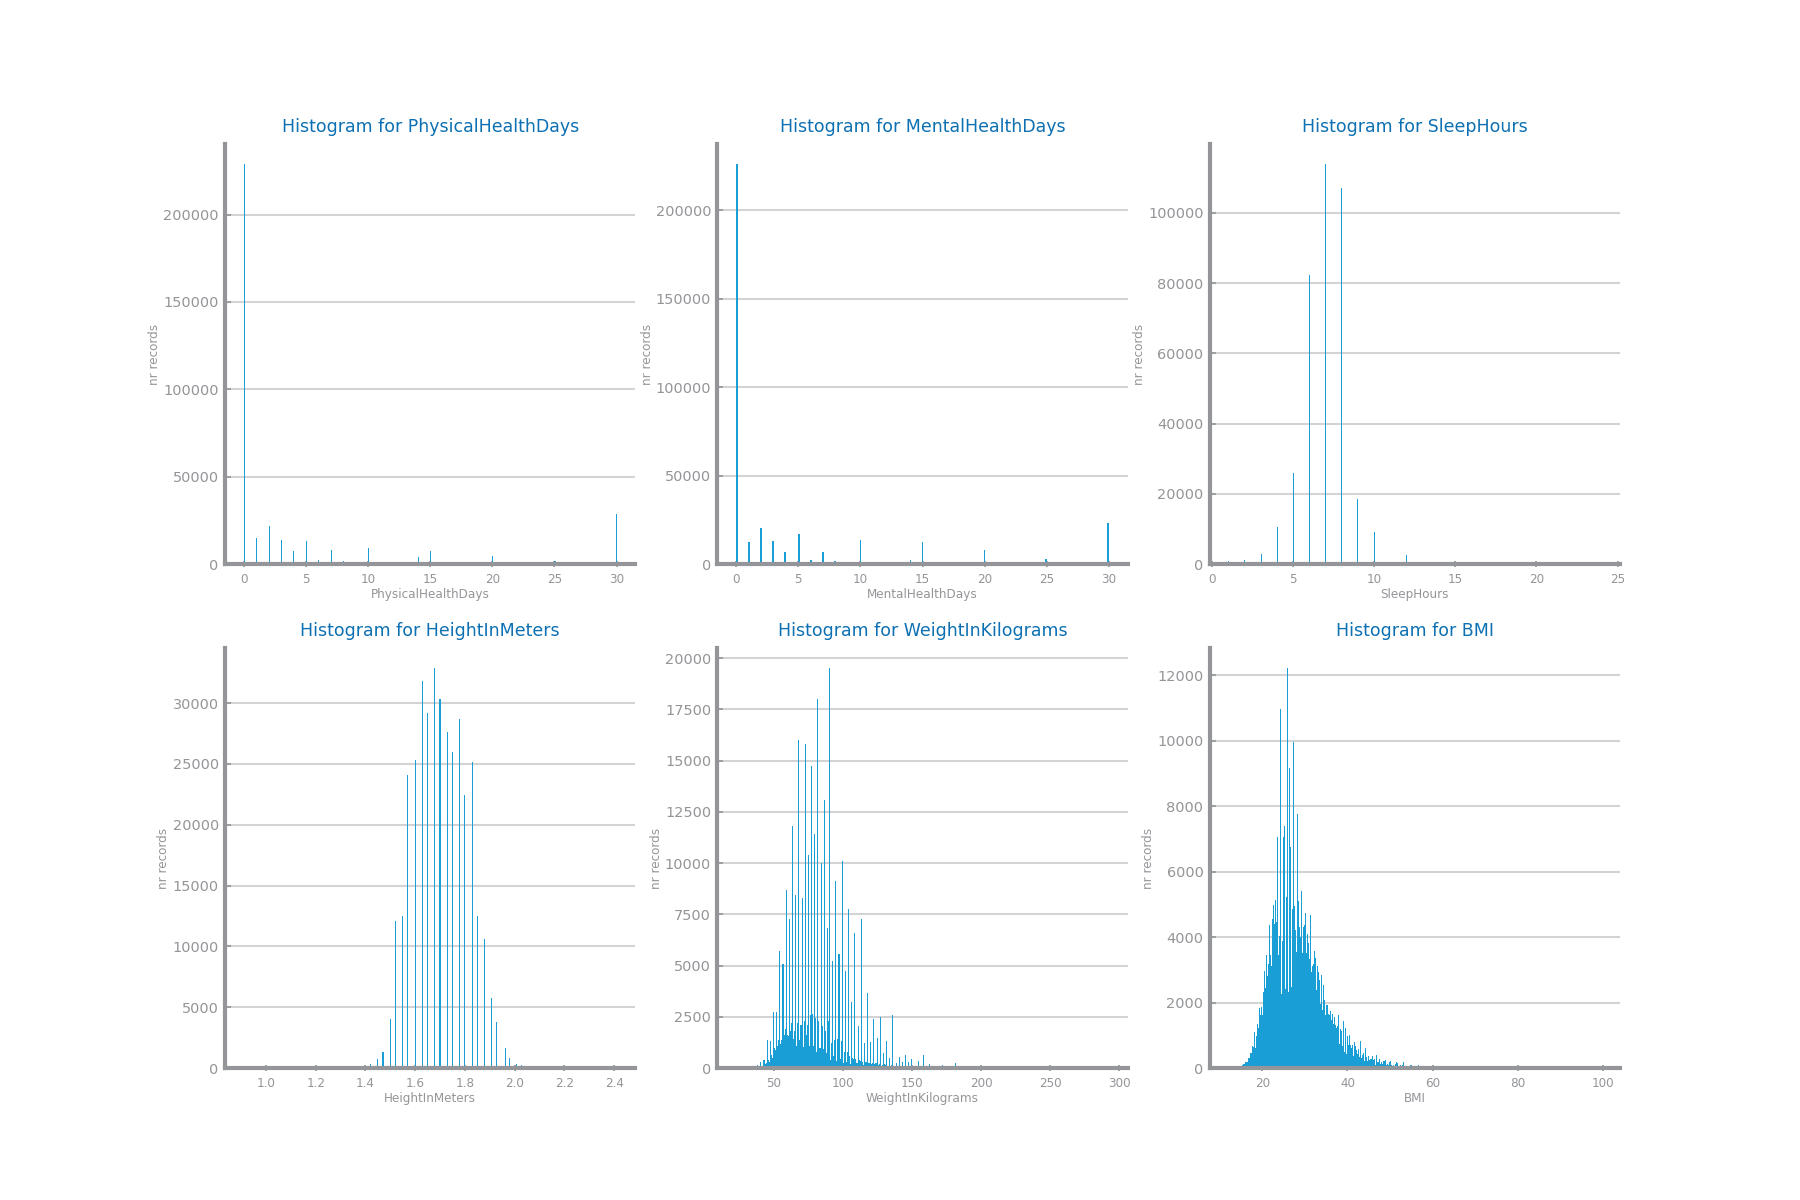 Histogram for PhysicalHealthDays
nr records
200000
150000
100000
50000
0
0 5 10 15 20 25 30
PhysicalHealthDays
Histogram for MentalHealthDays
nr records
200000
150000
100000
50000
0
0 5 10 15 20 25 30
MentalHealthDays
Histogram for SleepHours
nr records
100000
80000
60000
40000
20000
0
0 5 10 15 20 25
SleepHours
Histogram for HeightInMeters
nr records
30000
25000
20000
15000
10000
5000
0
1.0 1.2 1.4 1.6 1.8 2.0 2.2 2.4
HeightInMeters
Histogram for WeightInKilograms
nr records
20000
17500
15000
12500
10000
7500
5000
2500
0
50 100 150 200 250 300
WeightInKilograms
Histogram for BMI
nr records
12000
10000
8000
6000
4000
2000
0
20 40 60 80 100
BMI